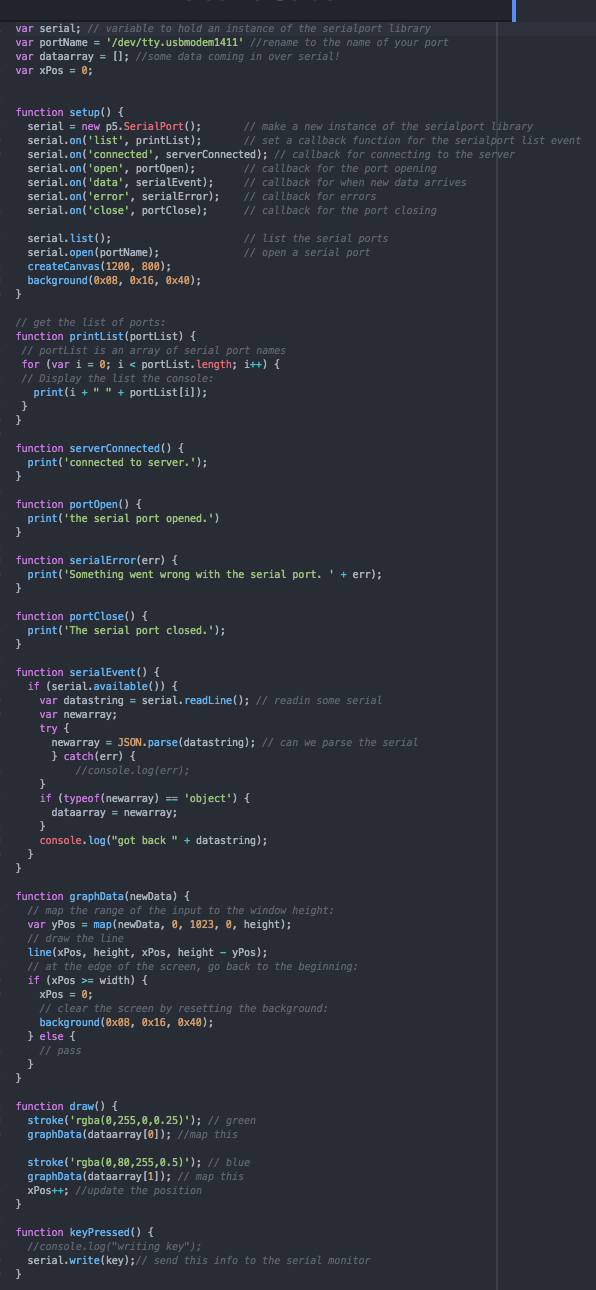 var serial; // variable to hold an instance of the serialport library
var portName = '/dev/tty.usbmodem1411' //rename to the name of your port
var dataarray = []; //some data coming in over serial!
var xPos = 0;
function setup() {
serial = new p5.SerialPort(); // make a new instance of the serialport library
serial.on('list', printList); // set a callback function for the serialport list event
serial.on('connected', serverConnected); // callback for connecting to the server
serial.on('open', portOpen); // callback for the port opening
serial.on('data', serialEvent); // callback for when new data arrives
serial.on('error', serialError); // callback for errors
serial.on('close', portClose); // callback for the port closing
serial.list(); // list the serial ports
serial.open(portName); // open a serial port
createCanvas(1200, 800);
background(0x08, 0x16, 0x40);
}
// get the list of ports:
function printList(portList) {
// portList is an array of serial port names
for (var i = 0; i < portList.length; i++) {
// Display the list the console:
print(i + " " + portList[i]);
}
}
function serverConnected() {
print('connected to server.');
}
function portOpen() {
print('the serial port opened.')
}
function serialError(err) {
print('Something went wrong with the serial port. ' + err);
}
function portClose() {
print('The serial port closed.');
}
function serialEvent() {
if (serial.available()) {
var datastring = serial.readLine(); // readin some serial
var newarray;
try {
newarray = JSON.parse(datastring); // can we parse the serial
} catch(err) {
//console.log(err);
}
if (typeof(newarray) == 'object') {
dataarray = newarray;
}
console.log("got back " + datastring);
}
}
function graphData(newData) {
// map the range of the input to the window height:
var yPos = map(newData, 0, 1023, 0, height);
// draw the line
line(xPos, height, xPos, height - yPos);
// at the edge of the screen, go back to the beginning:
if (xPos >= width) {
xPos = 0;
// clear the screen by resetting the background:
background(0x08, 0x16, 0x40);
} else {
// pass
}
}
function draw() {
stroke('rgba(0,255,0,0.25)'); // green
graphData(dataarray[0]); //map this
stroke('rgba(0,80,255,0.5)'); // blue
graphData(dataarray[1]); // map this
xPos++; //update the position
}
function keyPressed() {
//console.log("writing key");
serial.write(key);// send this info to the serial monitor
}